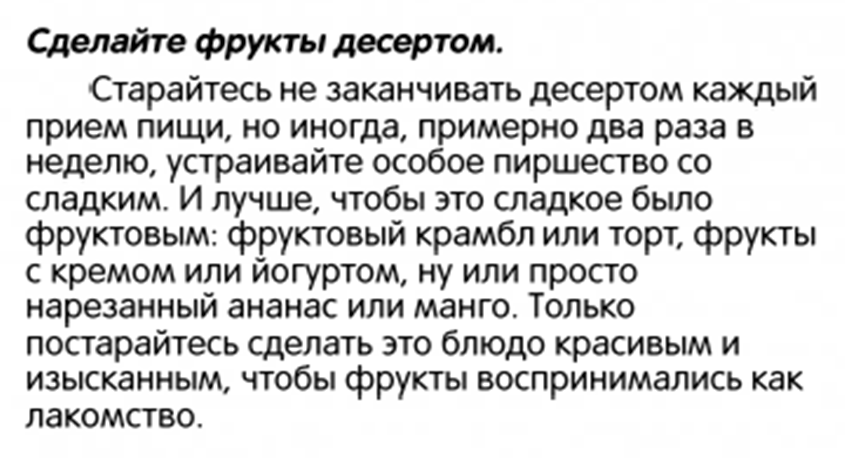 Сделайте фрукты десертом.
Старайтесь не заканчивать десертом каждый
прием пищи, но иногда, примерно два раза в
неделю, устраивайте особое пиршество со
сладким. И лучше, чтобы это сладкое было
фруктовым: фруктовый крамбл или торт, фрукты
с кремом или йогуртом, ну или просто
нарезанный ананас или манго. Только
постарайтесь сделать это блюдо красивым и
изысканным, чтобы фрукты воспринимались как
лакомство.